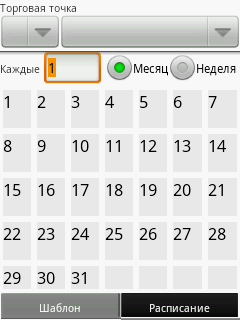 Торговая точка
Каждые 1 Месяц Неделя
1 2 3 4 5 6 7
8 9 10 11 12 13 14
15 16 17 18 19 20 21
22 23 24 25 26 27 28
29 30 31
Шаблон Расписание